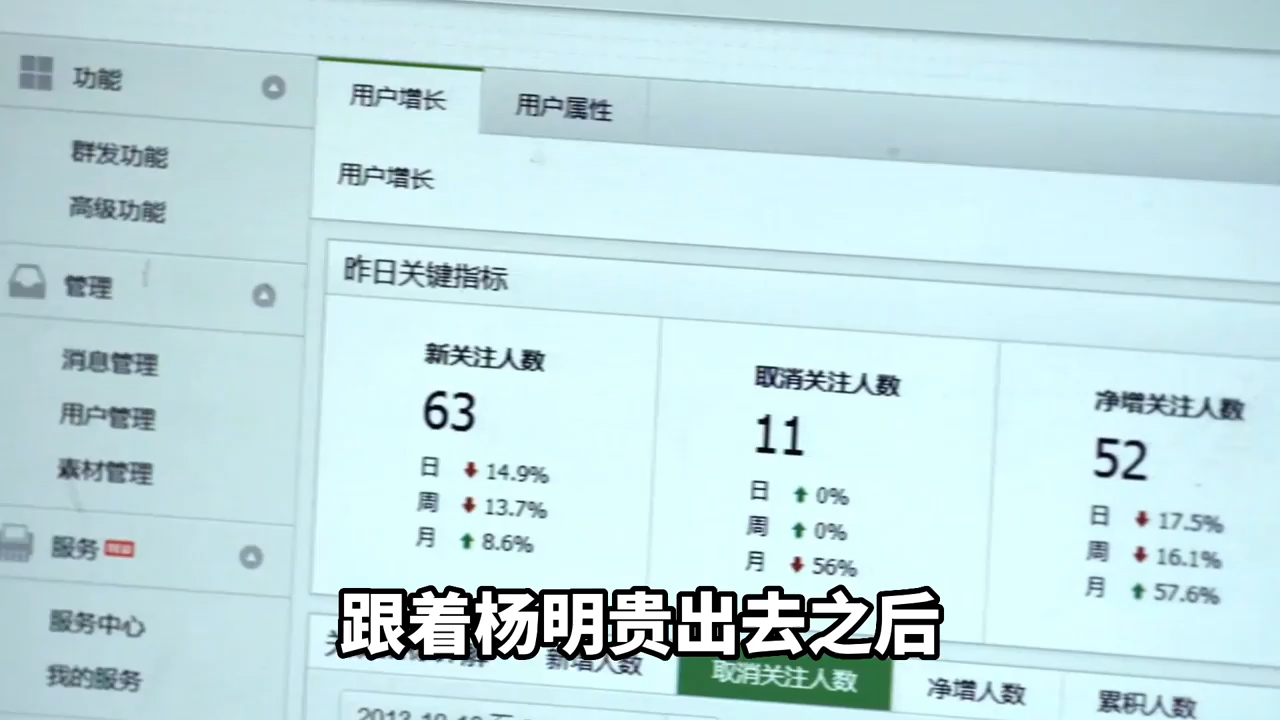 功能
群发功能
高级功能
管理
消息管理
用户管理
素材管理
服务
服务中心
我的服务
用户增长
用户属性
用户增长
昨日关键指标
新关注人数
63
日 14.9%
周 13.7%
月 8.6%
取消关注人数
11
日 0%
周 0%
月 56%
净增关注人数
52
日 17.5%
周 16.1%
月 57.6%
新增人数
取消关注人数
净增人数
累积人数
跟着杨明贵出去之后